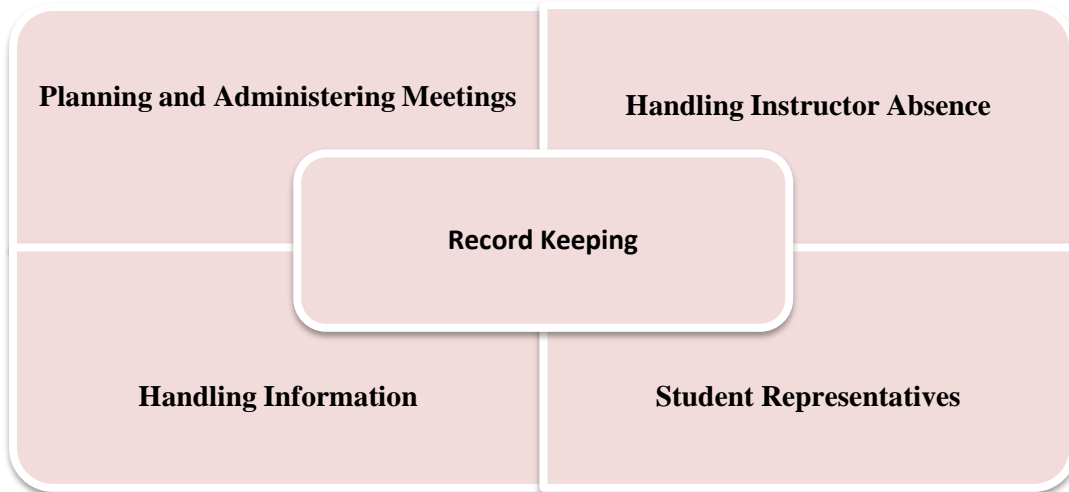 Planning and Administering Meetings
Handling Instructor Absence
Record Keeping
Handling Information
Student Representatives